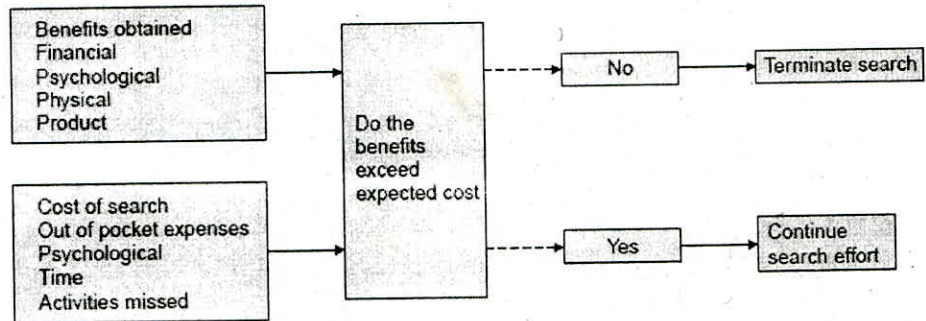 Benefits obtained
Financial
Psychological
Physical
Product
Cost of search
Out of pocket expenses
Psychological
Time
Activities missed
Do the
benefits
exceed
expected cost
No
Terminate search
Yes
Continue
search effort